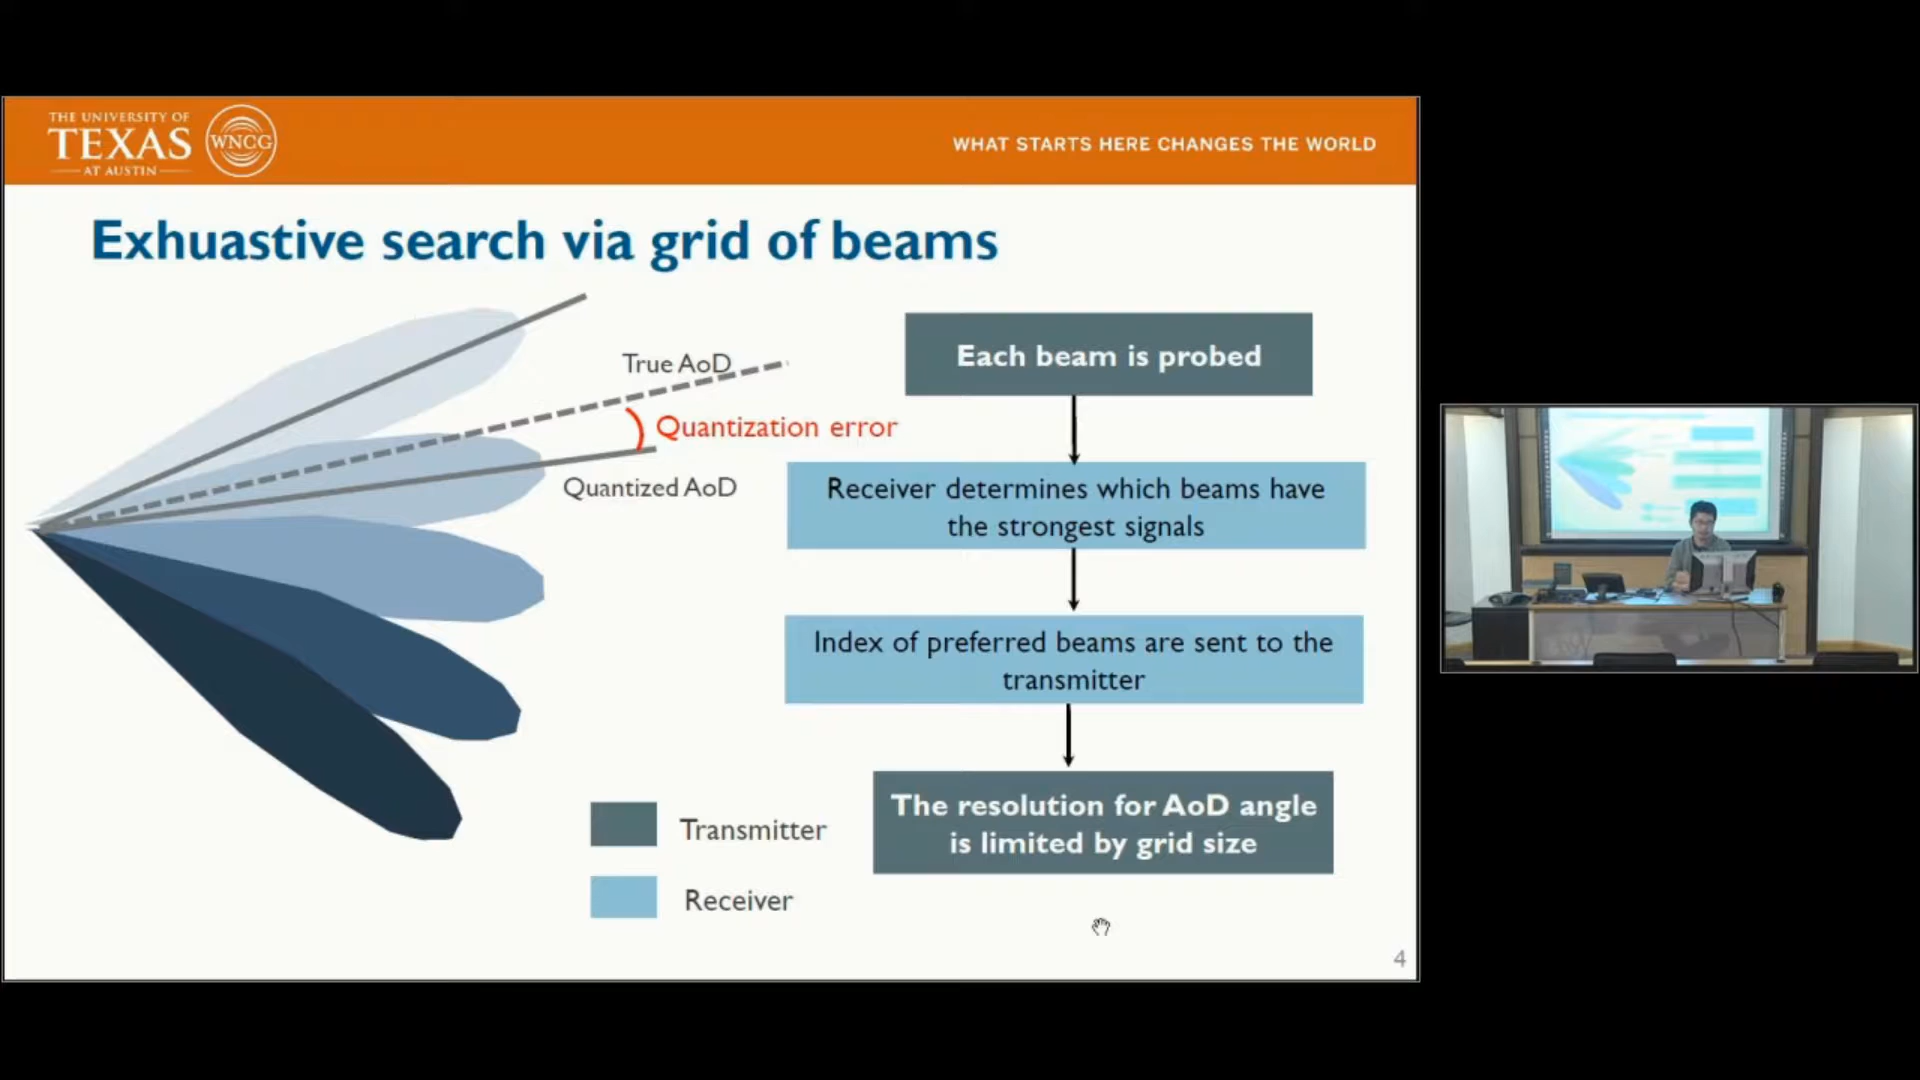 THE UNIVERSITY OF
TEXAS
AT AUSTIN
WNCG
WHAT STARTS HERE CHANGES THE WORLD
Exhuastive search via grid of beams
True AoD
Quantization error
Quantized AoD
Each beam is probed
Receiver determines which beams have
the strongest signals
Index of preferred beams are sent to the
transmitter
The resolution for AoD angle
is limited by grid size
Transmitter
Receiver
4